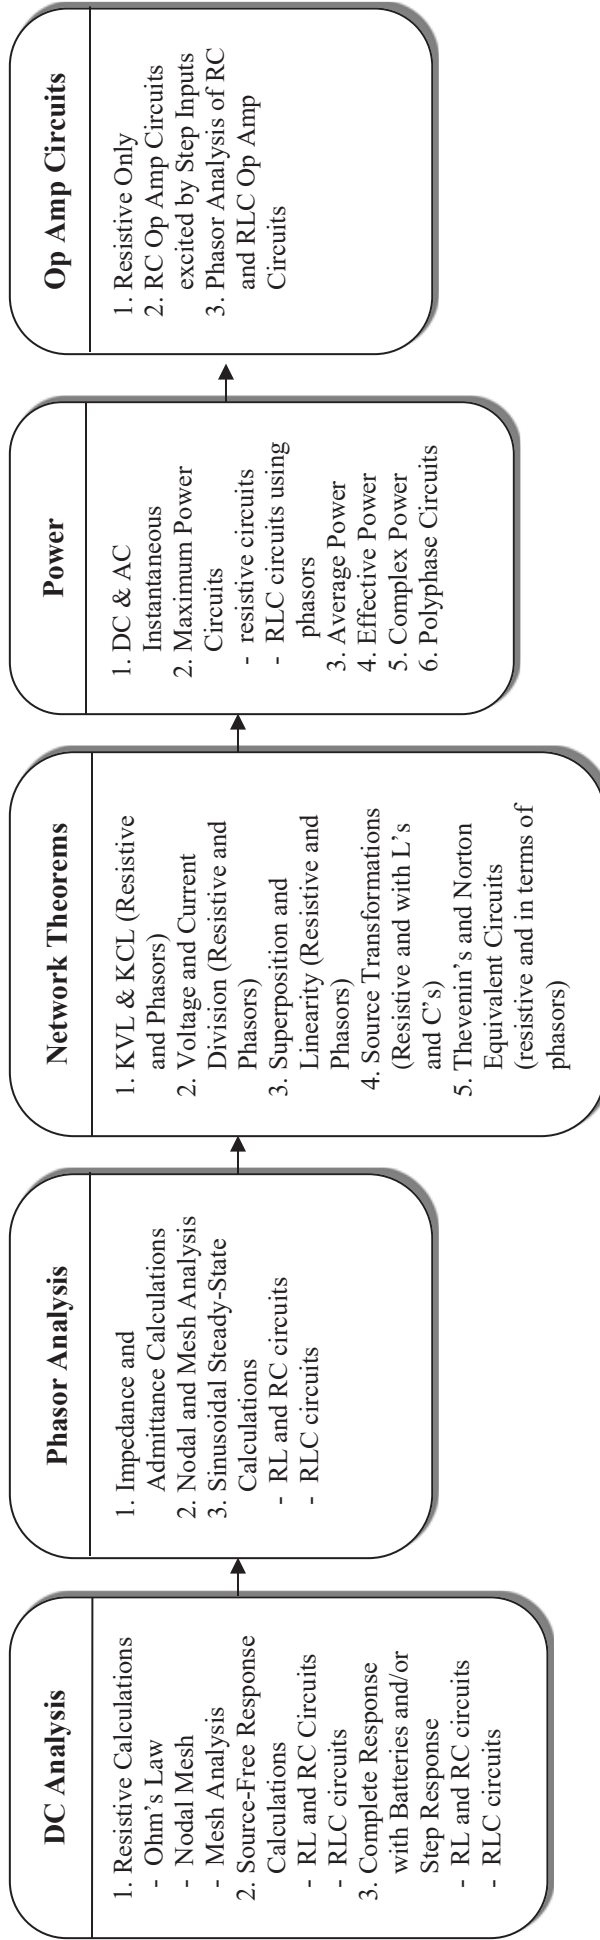 DC Analysis
1. Resistive Calculations
- Ohm's Law
- Nodal Mesh
- Mesh Analysis
2. Source-Free Response
Calculations
- RL and RC Circuits
- RLC circuits
3. Complete Response
with Batteries and/or
Step Response
- RL and RC circuits
- RLC circuits
Phasor Analysis
1. Impedance and
Admittance Calculations
2. Nodal and Mesh Analysis
3. Sinusoidal Steady-State
Calculations
- RL and RC circuits
- RLC circuits
Network Theorems
1. KVL & KCL (Resistive
and Phasors)
2. Voltage and Current
Division (Resistive and
Phasors)
3. Superposition and
Linearity (Resistive and
Phasors)
4. Source Transformations
(Resistive and with L's
and C's)
5. Thevenin's and Norton
Equivalent Circuits
(resistive and in terms of
phasors)
Power
1. DC & AC
Instantaneous
2. Maximum Power
Circuits
- resistive circuits
- RLC circuits using
phasors
3. Average Power
4. Effective Power
5. Complex Power
6. Polyphase Circuits
Op Amp Circuits
1. Resistive Only
2. RC Op Amp Circuits
excited by Step Inputs
3. Phasor Analysis of RC
and RLC Op Amp
Circuits